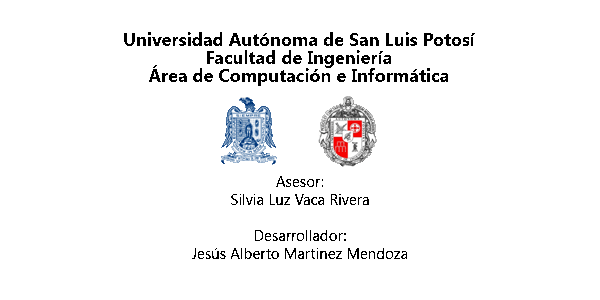 Universidad Autónoma de San Luis Potosí
Facultad de Ingeniería
Área de Computación e Informática
Asesor:
Silvia Luz Vaca Rivera
Desarrollador:
Jesús Alberto Martinez Mendoza